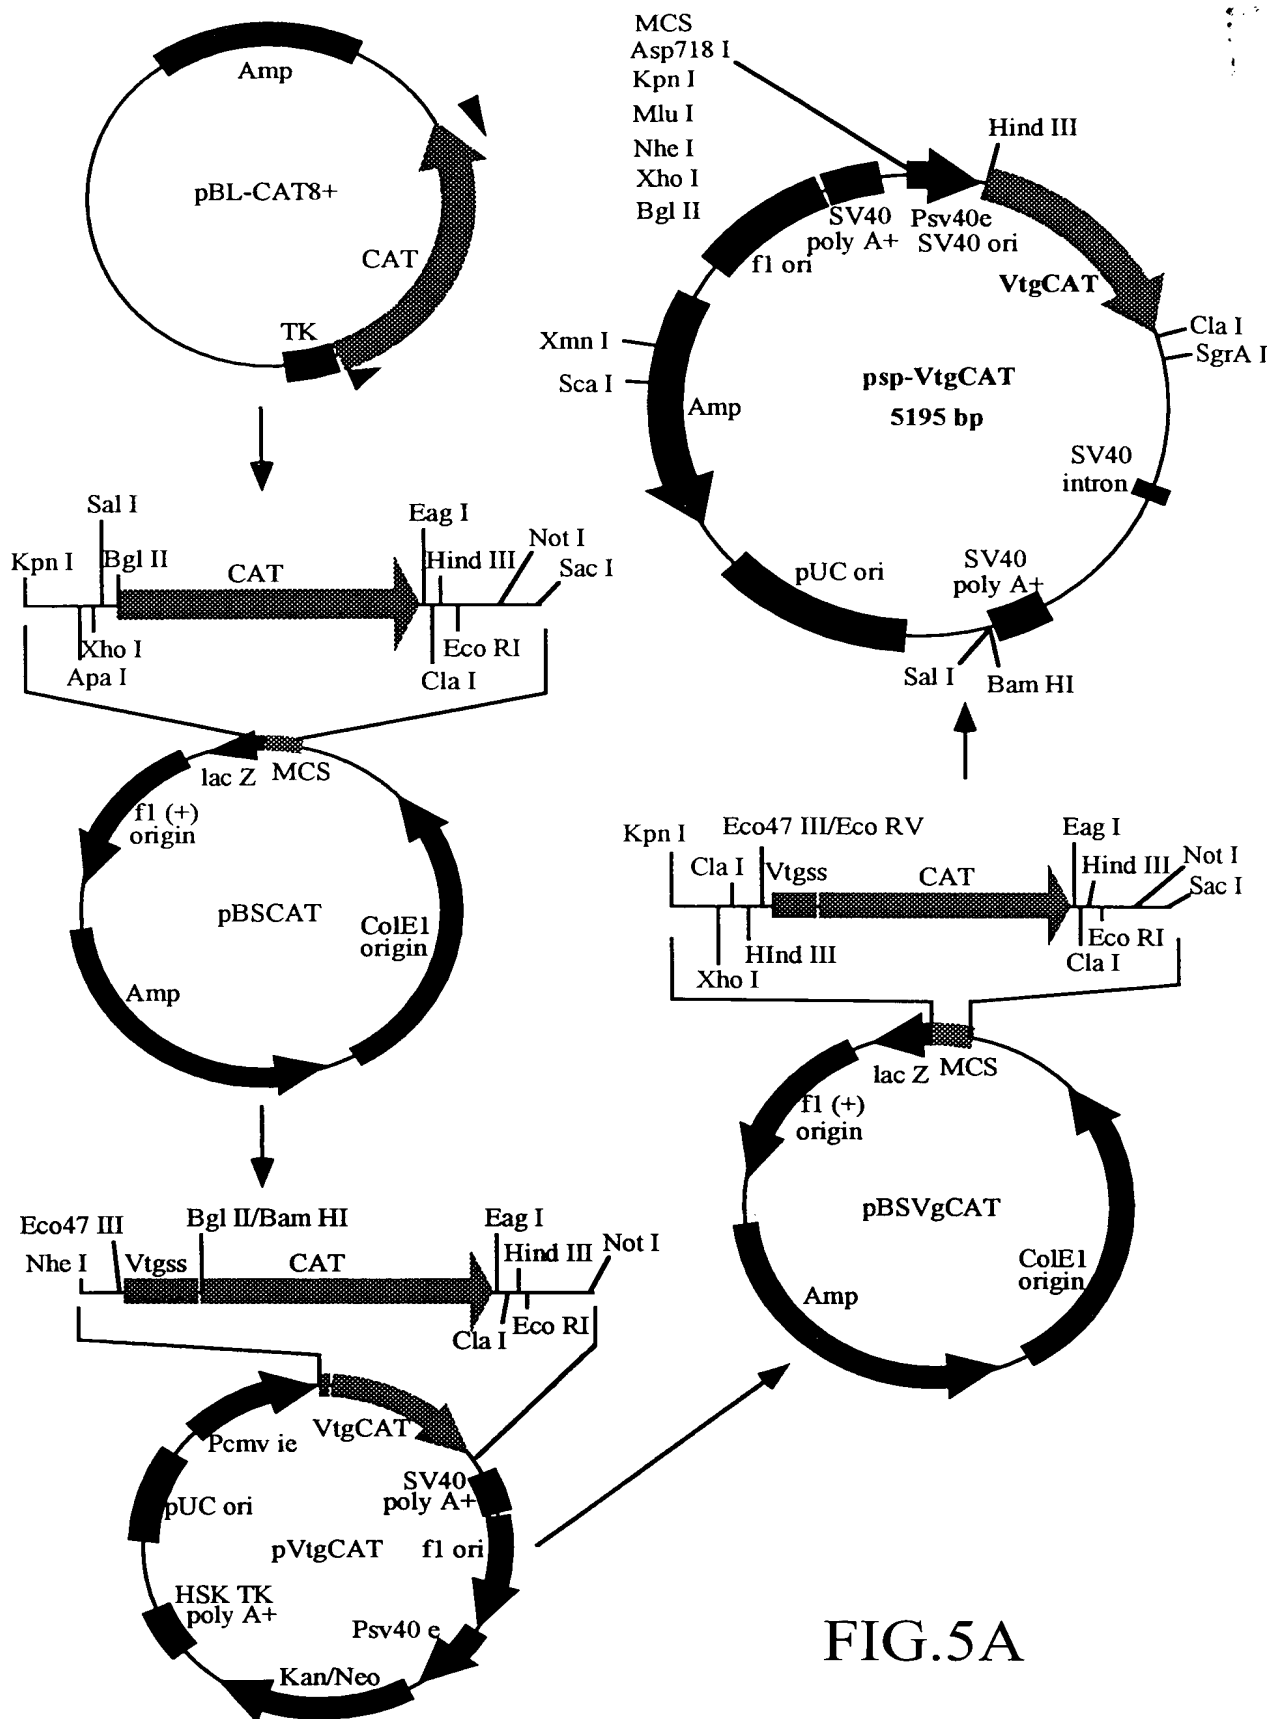 Amp
pBL-CAT8+
CAT
TK
MCS
Asp718 I
Kpn I
Mlu I
Nhe I
Xho I
Bgl II
Hind III
SV40
poly A+
Psv40e
SV40 ori
f1 ori
VtgCAT
Cla I
SgrA I
Xmn I
Sca I
psp-VtgCAT
5195 bp
Amp
SV40
intron
SV40
poly A+
pUC ori
Sal I
Bam HI
Sal I
Eag I
Kpn I
Bgl II
CAT
Hind III
Not I
Sac I
Xho I
Eco RI
Apa I
Cla I
lac Z
MCS
f1 (+)
origin
pBSCAT
ColE1
origin
Amp
Kpn I
Eco47 III/Eco RV
Eag I
Cla I
Vtgss
CAT
Hind III
Not I
Sac I
HInd III
Eco RI
Xho I
Cla I
lac Z
MCS
f1 (+)
origin
pBSVgCAT
ColE1
origin
Amp
Eco47 III
Bgl II/Bam HI
Eag I
Nhe I
Vtgss
CAT
Hind III
Not I
Cla I
Eco RI
VtgCAT
Pcmv ie
SV40
poly A+
pUC ori
pVtgCAT
f1 ori
HSK TK
poly A+
Psv40 e
Kan/Neo
FIG.5A